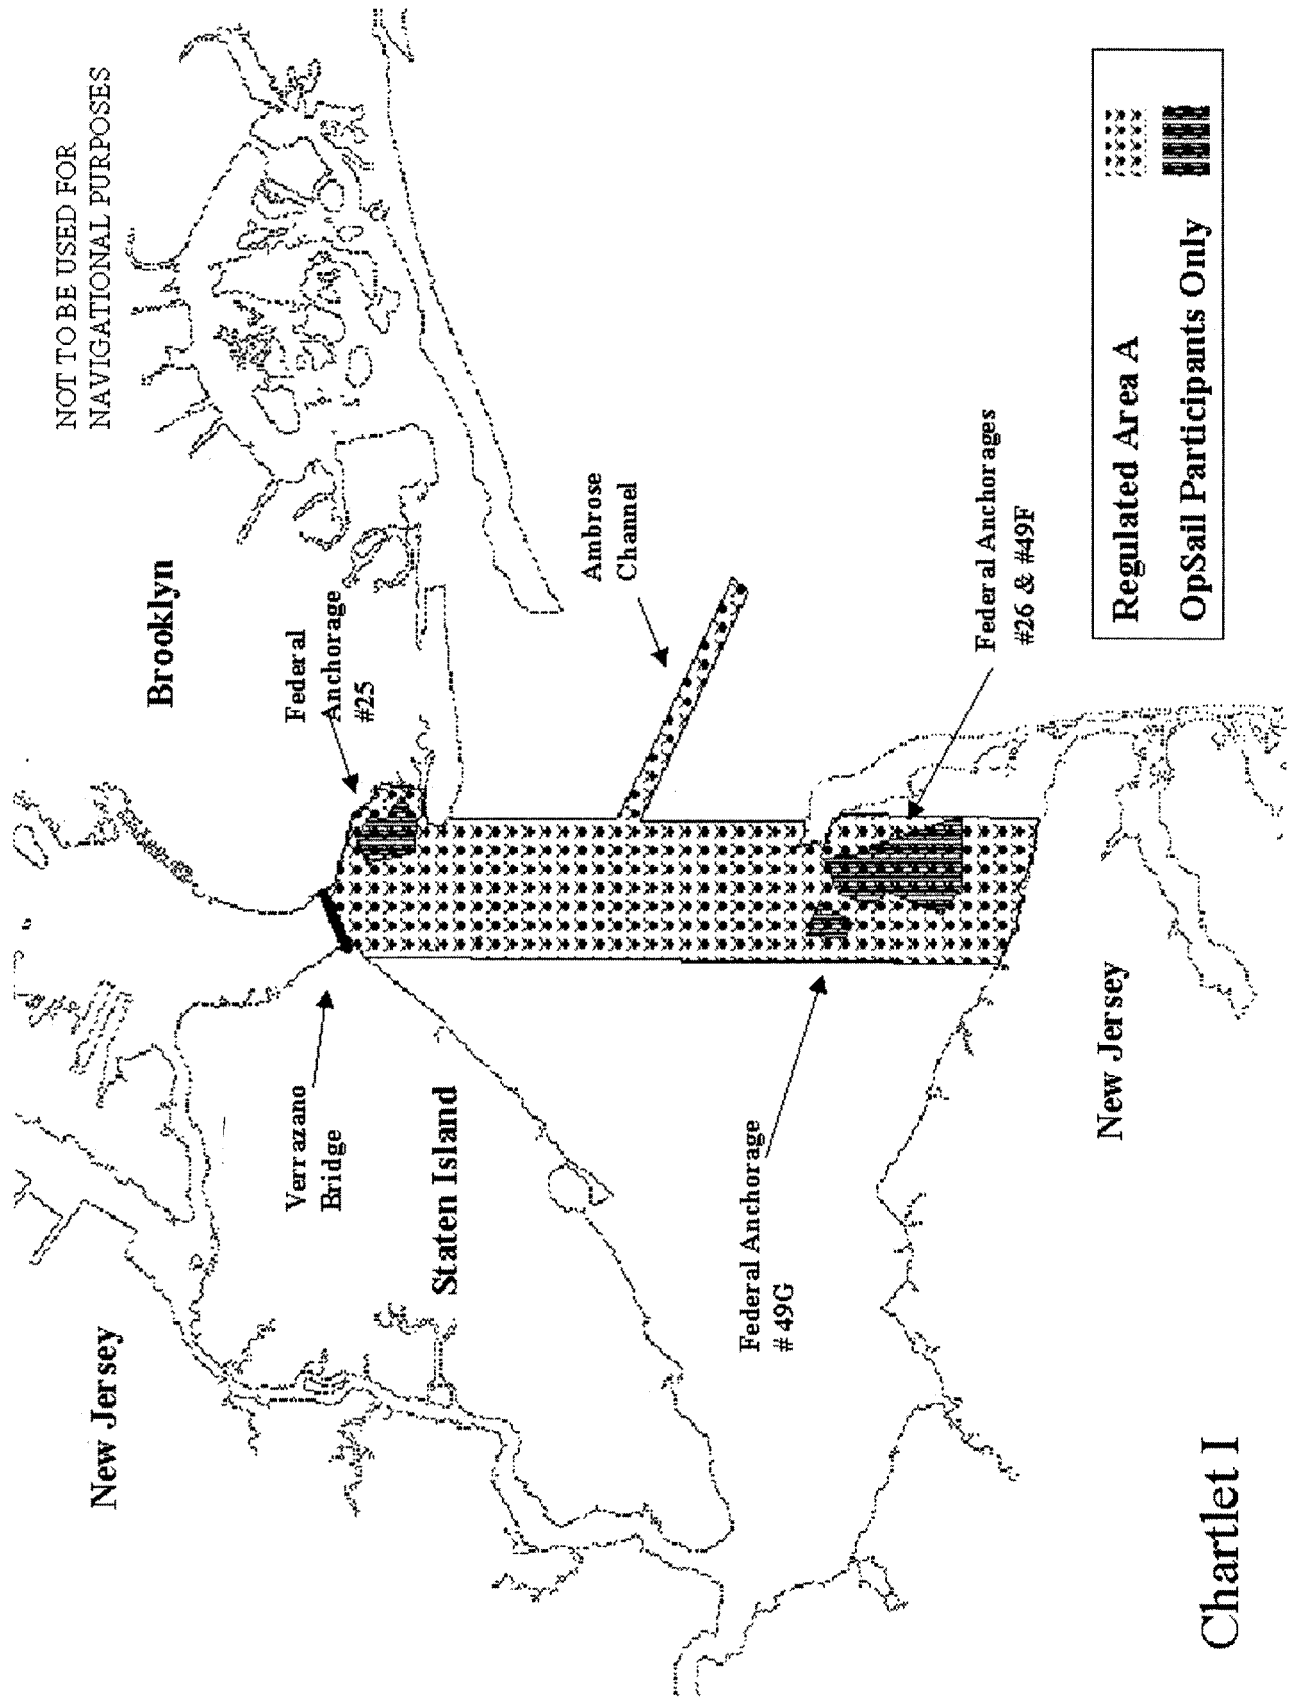 NOT TO BE USED FOR
NAVIGATIONAL PURPOSES
New Jersey
Brooklyn
Verrazano
Bridge
Federal
Anchorage
#25
Staten Island
Ambrose
Channel
Federal Anchorage
# 49G
Federal Anchorages
#26 & #49F
New Jersey
Regulated Area A
OpSail Participants Only
Chartlet I